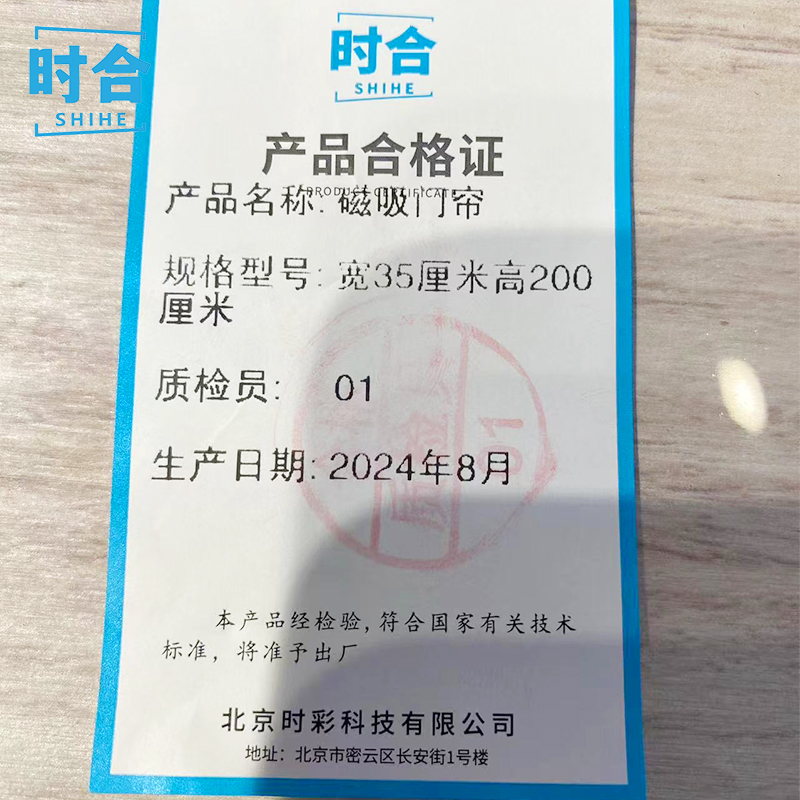 时合
SHIHE
时合
SHIHE
产品合格证
PRODUCT CERTIFICATE
产品名称: 磁吸门帘
规格型号: 宽35厘米高200
厘米
质检员: 01
生产日期: 2024年8月
01
本产品经检验,符合国家有关技术
标准，将准予出厂
北京时彩科技有限公司
地址：北京市密云区长安街1号楼